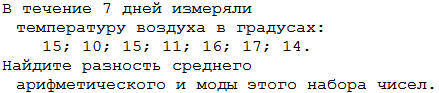 В течение 7 дней измеряли
температуру воздуха в градусах:
15; 10; 15; 11; 16; 17; 14.
Найдите разность среднего
арифметического и моды этого набора чисел.